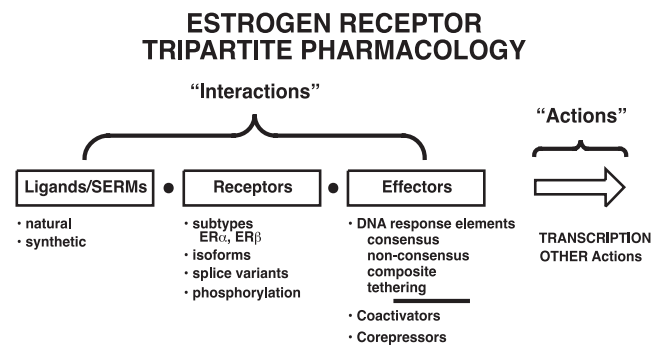 ESTROGEN RECEPTOR
TRIPARTITE PHARMACOLOGY
“Interactions”
“Actions”
Ligands/SERMs • Receptors • Effectors
· natural
· synthetic
· subtypes
ERα, ERβ
· isoforms
· splice variants
· phosphorylation
· DNA response elements
consensus
non-consensus
composite
tethering
· Coactivators
· Corepressors
TRANSCRIPTION
OTHER Actions